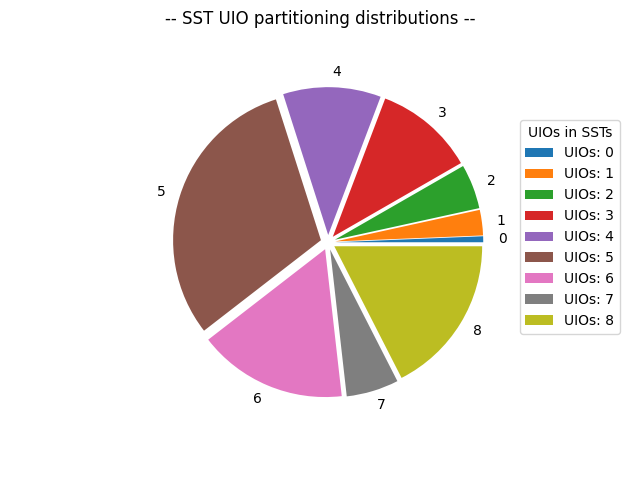 -- SST UIO partitioning distributions --
4
3
2
1
0
5
6
7
8
UIOs in SSTs
UIOs: 0
UIOs: 1
UIOs: 2
UIOs: 3
UIOs: 4
UIOs: 5
UIOs: 6
UIOs: 7
UIOs: 8